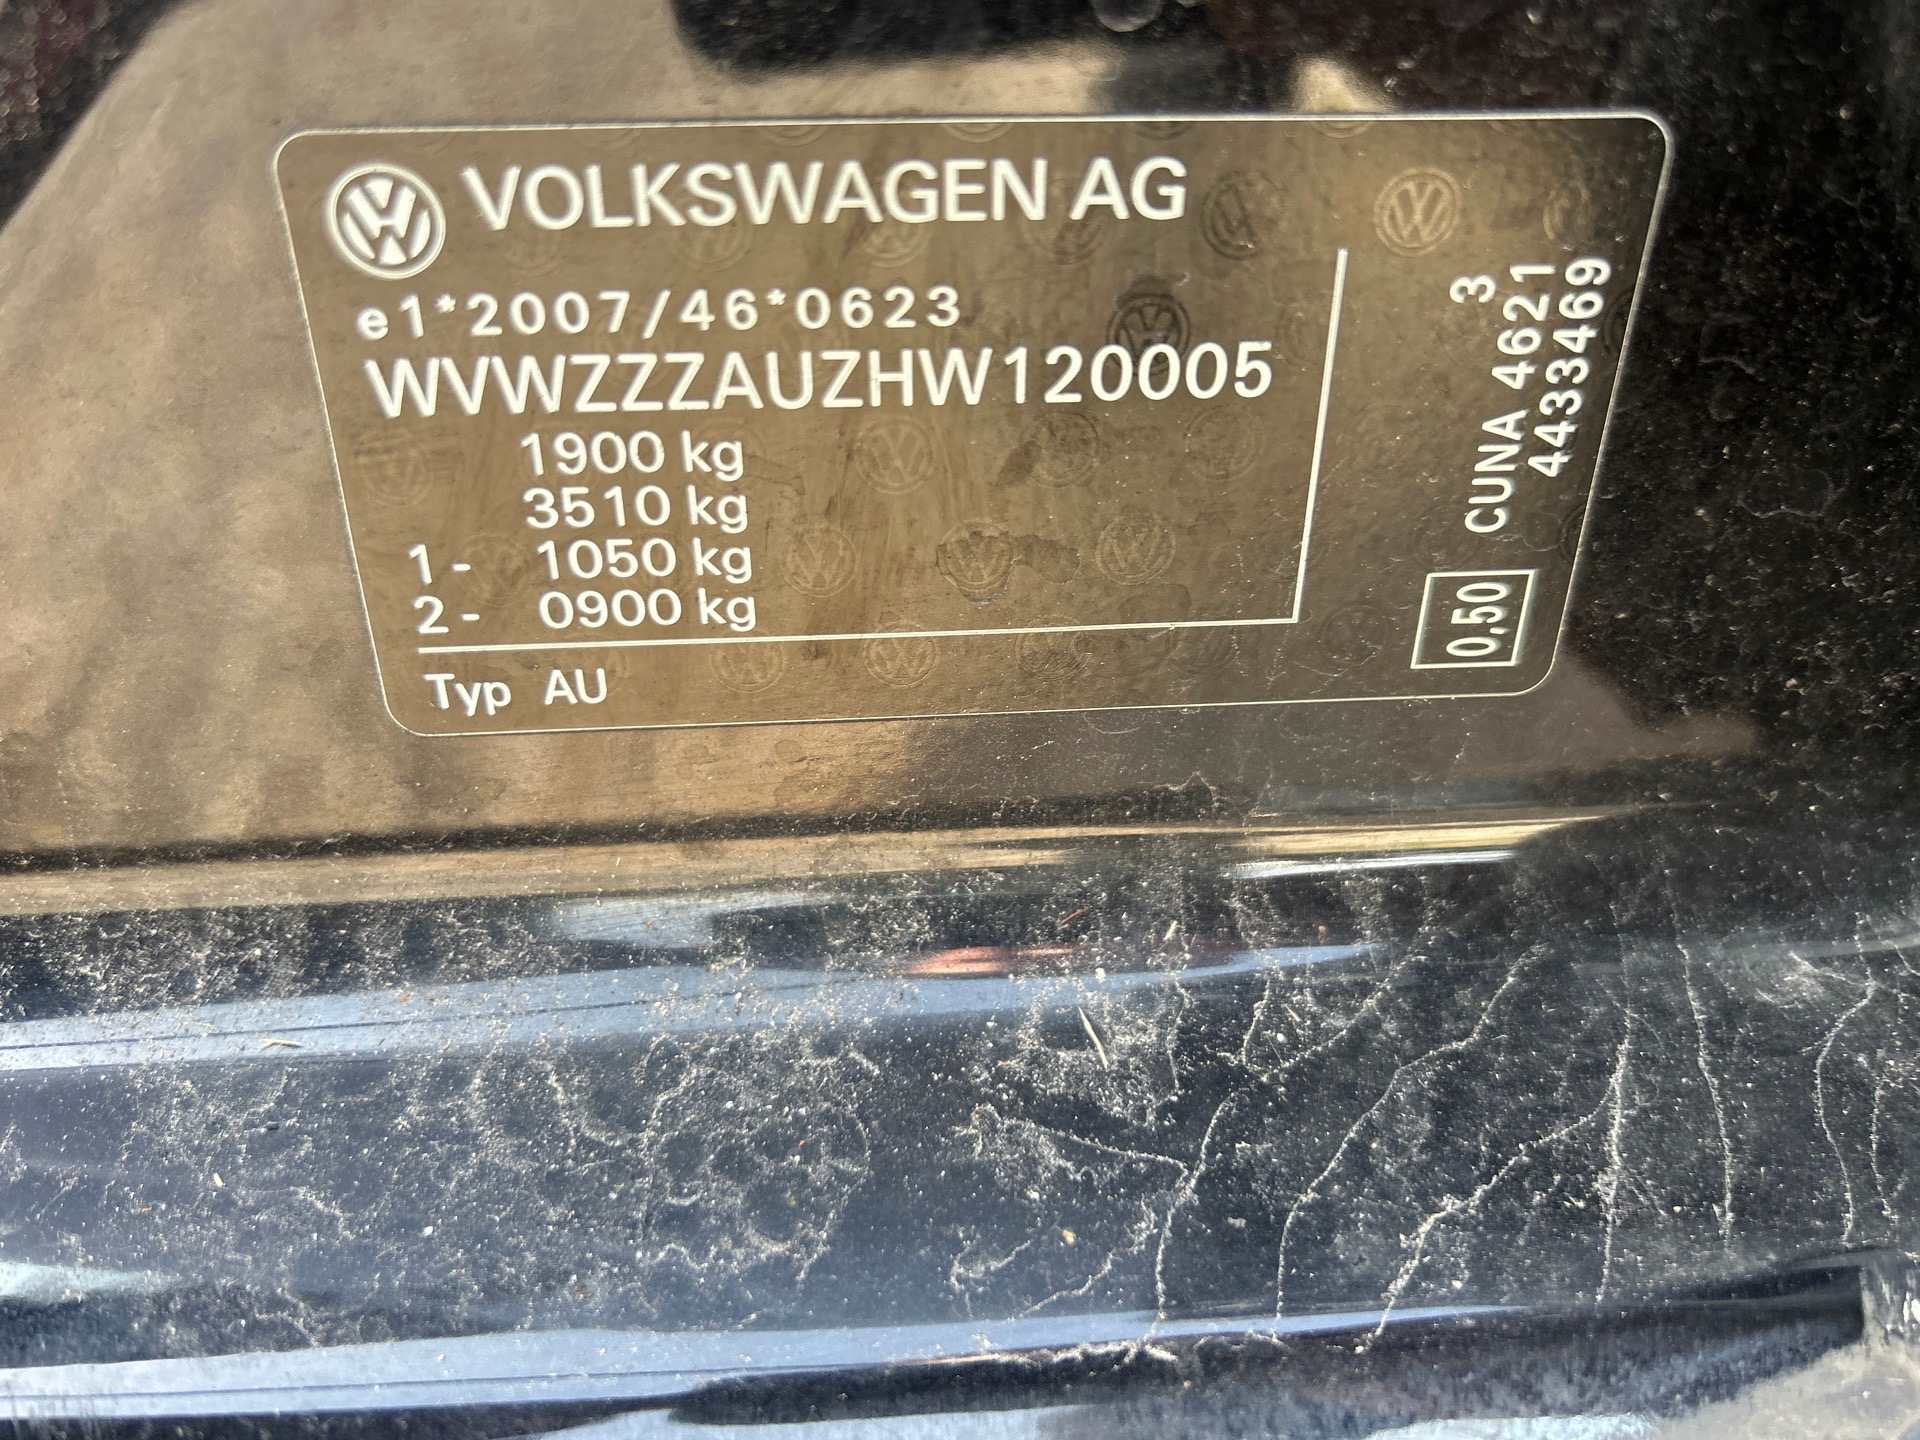 VOLKSWAGEN AG
e1*2007/46*0623
WVWZZZAUZHW120005
1900 kg
3510 kg
1- 1050 kg
2- 0900 kg
Typ AU
3
CUNA 4621
4433469
0,50